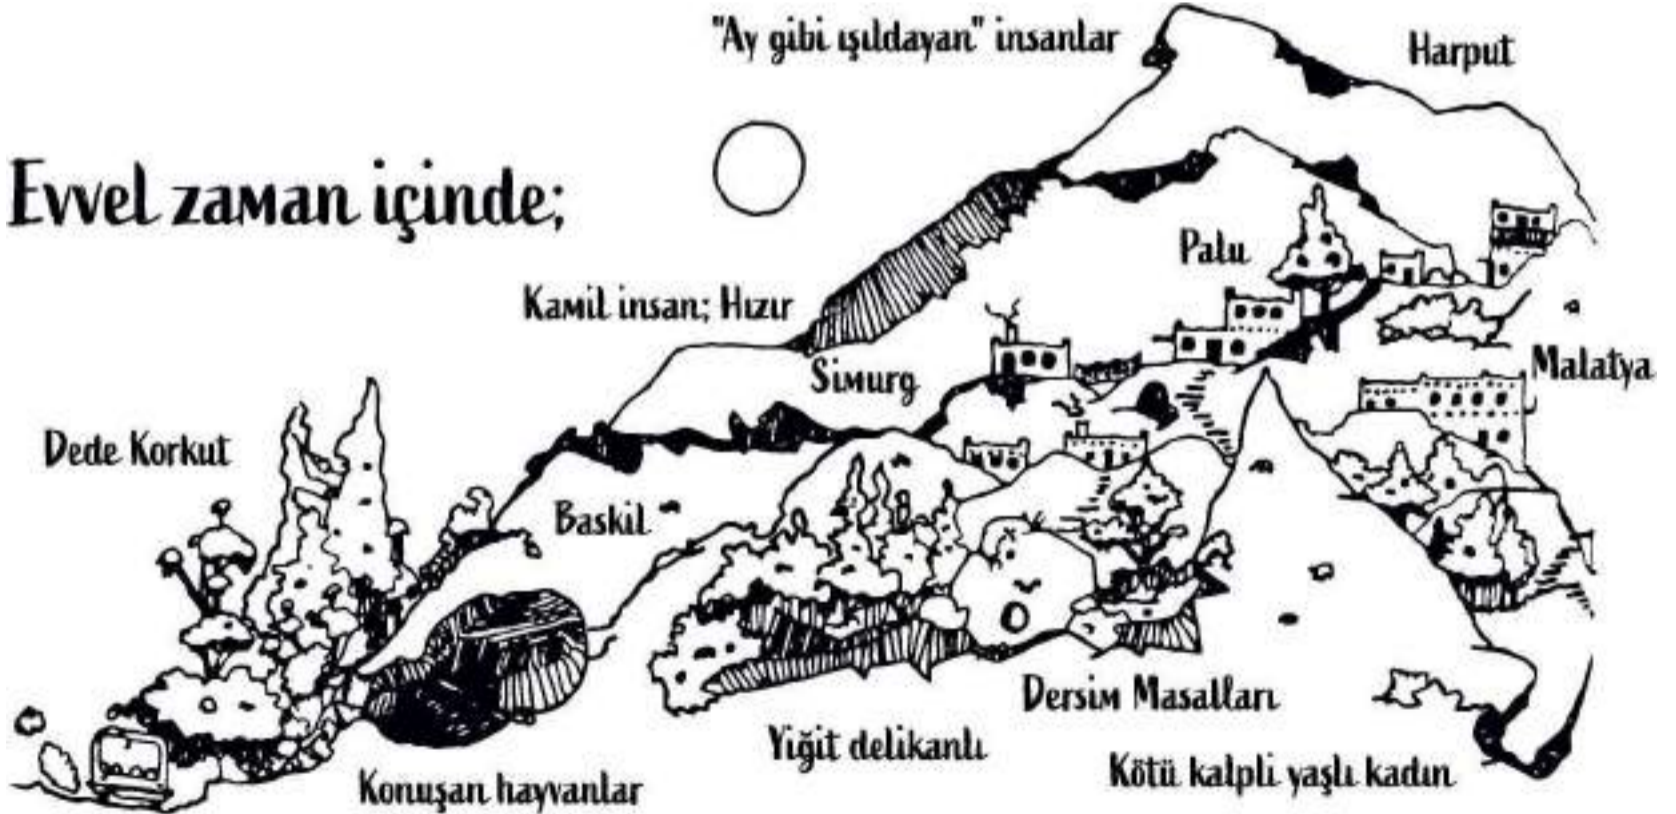 "Ay gibi ışıldayan" insanlar
Harput
Evvel zaman içinde;
Palu
Kamil insan; Hızır
Simurg
Malatya
Dede Korkut
Baskil
Dersim Masalları
Yiğit delikanlı
Kötü kalpli yaşlı kadın
Konuşan hayvanlar